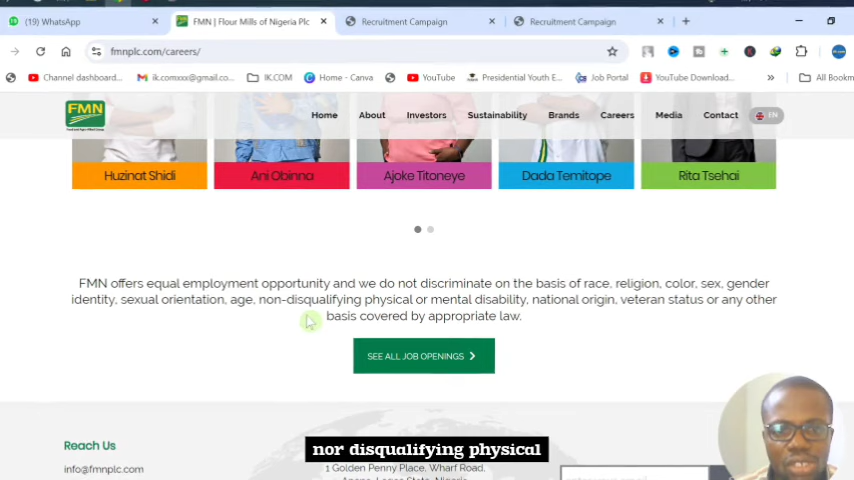 (19) WhatsApp
FMN | Flour Mills of Nigeria Plc
Recruitment Campaign
Recruitment Campaign
fmnplc.com/careers/
Channel dashboard...
ik.comxxx@gmail.co...
IK.COM
Home - Canva
YouTube
Presidential Youth E...
Job Portal
YouTube Download...
All Bookm
FMN
Home About Investors Sustainability Brands Careers Media Contact EN
Huzinat Shidi
Ani Obinna
Ajoke Titoneye
Dada Temitope
Rita Tsehai
FMN offers equal employment opportunity and we do not discriminate on the basis of race, religion, color, sex, gender
identity, sexual orientation, age, non-disqualifying physical or mental disability, national origin, veteran status or any other
basis covered by appropriate law.
SEE ALL JOB OPENINGS
Reach Us
nor disqualifying physical
info@fmnplc.com
1 Golden Penny Place, Wharf Road,